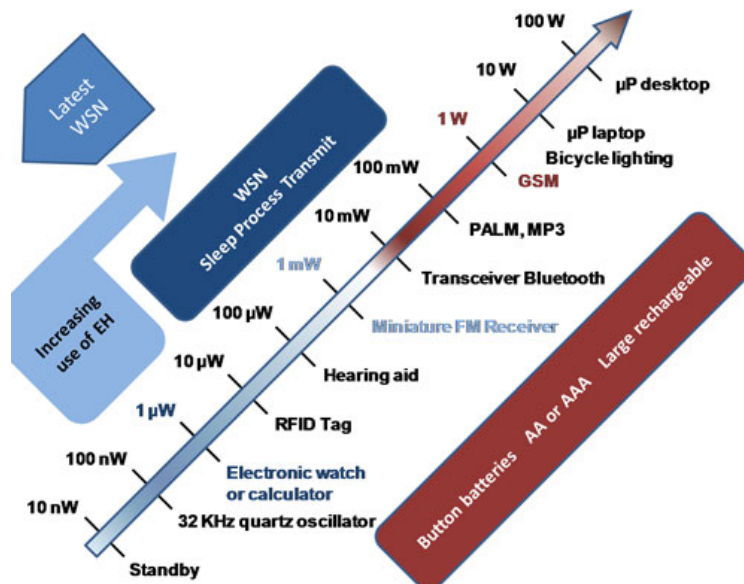 100 W
10 W
1 W
100 mW
10 mW
1 mW
100 µW
10 µW
1 µW
100 nW
10 nW
µP desktop
µP laptop
Bicycle lighting
GSM
PALM, MP3
Transceiver Bluetooth
Miniature FM Receiver
Hearing aid
RFID Tag
Electronic watch
or calculator
32 KHz quartz oscillator
Standby
Latest
WSN
WSN
Sleep Process Transmit
Increasing
use of EH
Button batteries AA or AAA Large rechargeable